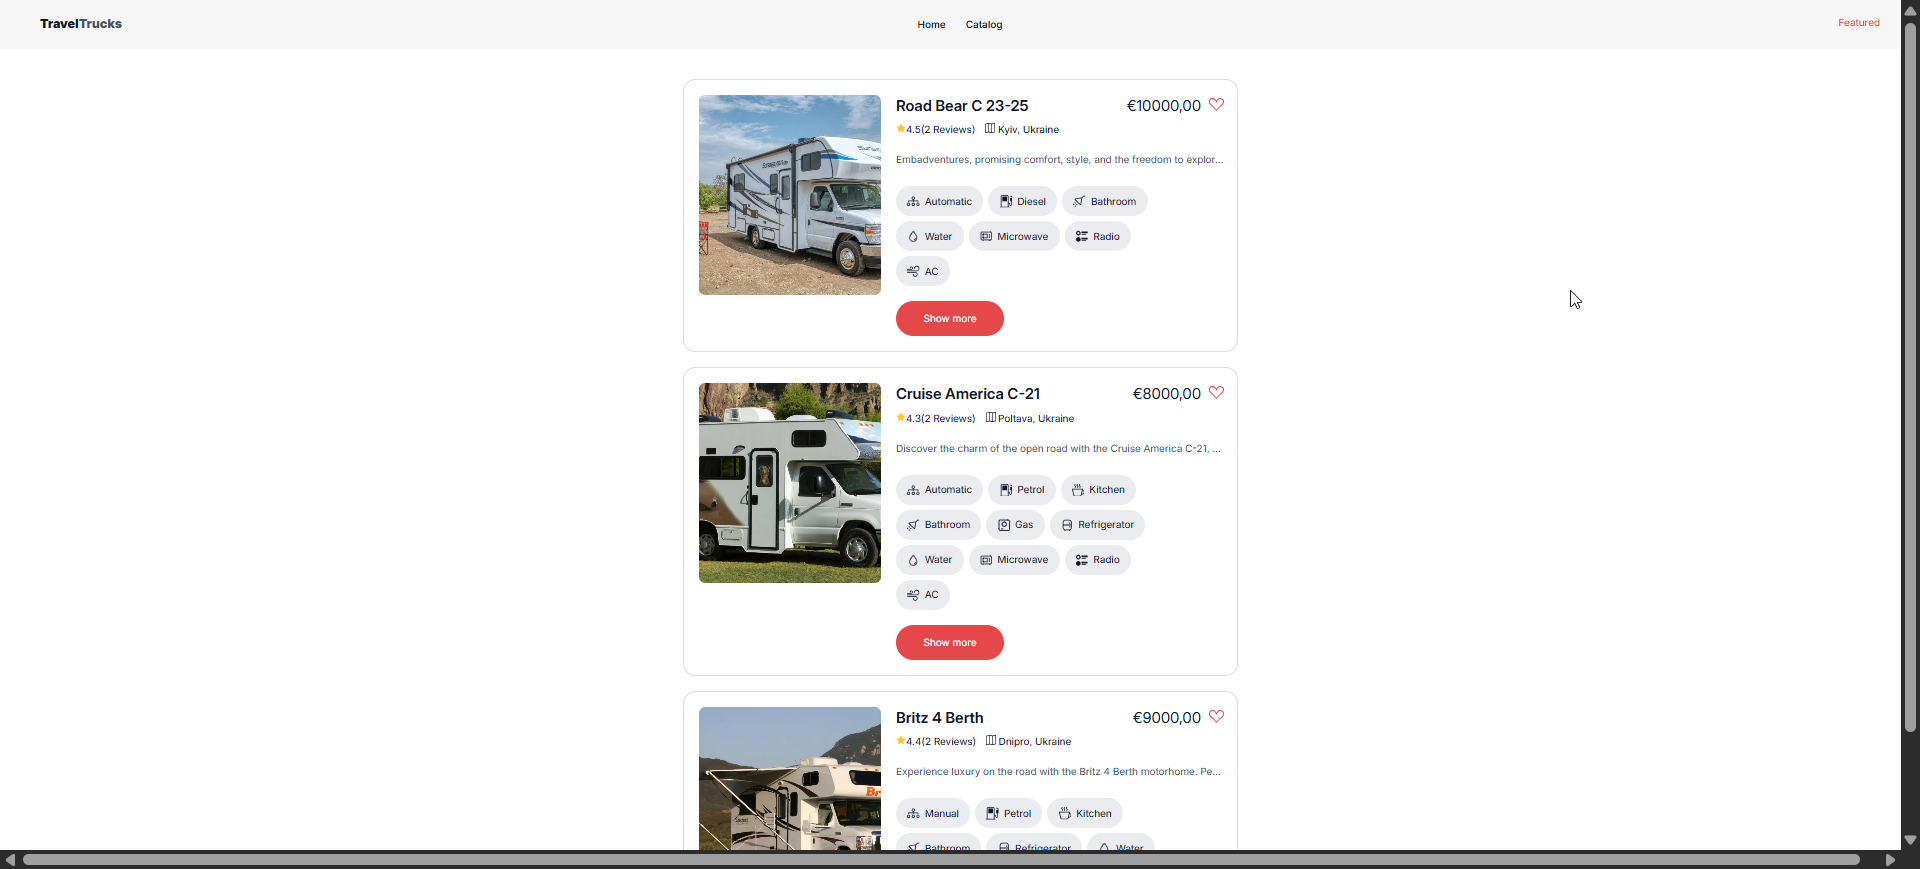 TravelTrucks
Home Catalog
Featured
Road Bear C 23-25 €10000,00
4.5(2 Reviews) Kyiv, Ukraine
Embadventures, promising comfort, style, and the freedom to explor...
Automatic Diesel Bathroom
Water Microwave Radio
AC
Show more
Cruise America C-21 €8000,00
4.3(2 Reviews) Poltava, Ukraine
Discover the charm of the open road with the Cruise America C-21, ...
Automatic Petrol Kitchen
Bathroom Gas Refrigerator
Water Microwave Radio
AC
Show more
Britz 4 Berth €9000,00
4.4(2 Reviews) Dnipro, Ukraine
Experience luxury on the road with the Britz 4 Berth motorhome. Pe...
Manual Petrol Kitchen
Bathroom Refrigerator Water